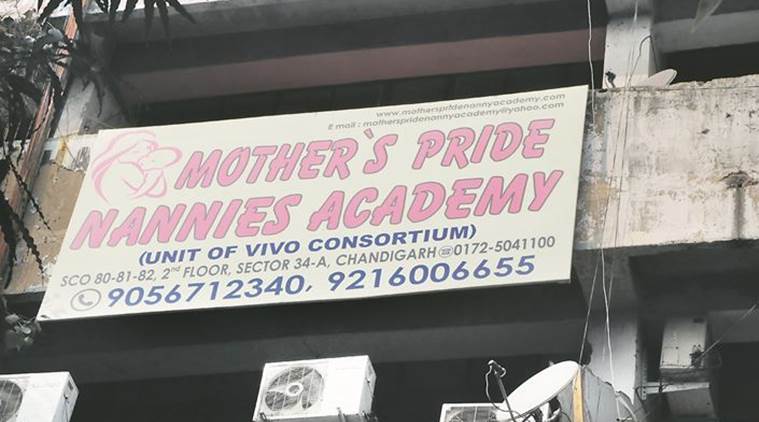 www.motherspridenannyacademy.com
E mail : motherspridenannyacademy@yahoo.com
MOTHER`S PRIDE
NANNIES ACADEMY
(UNIT OF VIVO CONSORTIUM)
SCO 80-81-82, 2nd FLOOR, SECTOR 34-A, CHANDIGARH☎0172-5041100
9056712340, 9216006655